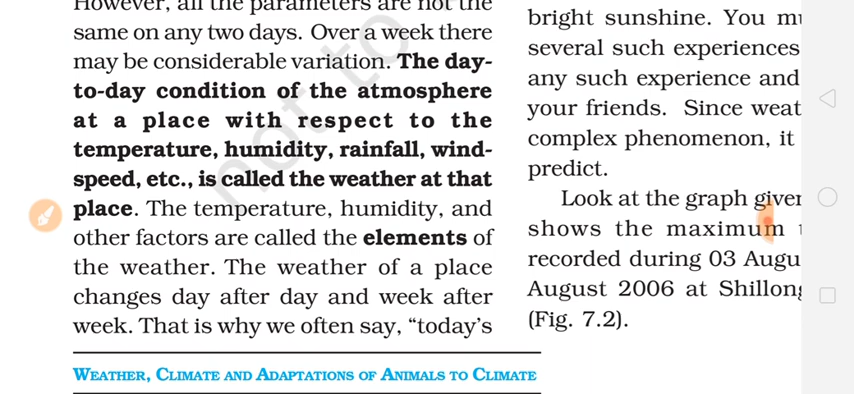 However, all the parameters are not the
same on any two days. Over a week there
may be considerable variation. The day-
to-day condition of the atmosphere
at a place with respect to the
temperature, humidity, rainfall, wind-
speed, etc., is called the weather at that
place. The temperature, humidity, and
other factors are called the elements of
the weather. The weather of a place
changes day after day and week after
week. That is why we often say, “today’s
bright sunshine. You
several such experiences
any such experience and
your friends. Since
complex phenomenon, it
predict.
Look at the graph
shows the maximum
recorded during 03
August 2006 at
(Fig. 7.2).
not to
WEATHER, CLIMATE AND ADAPTATIONS OF ANIMALS TO CLIMATE